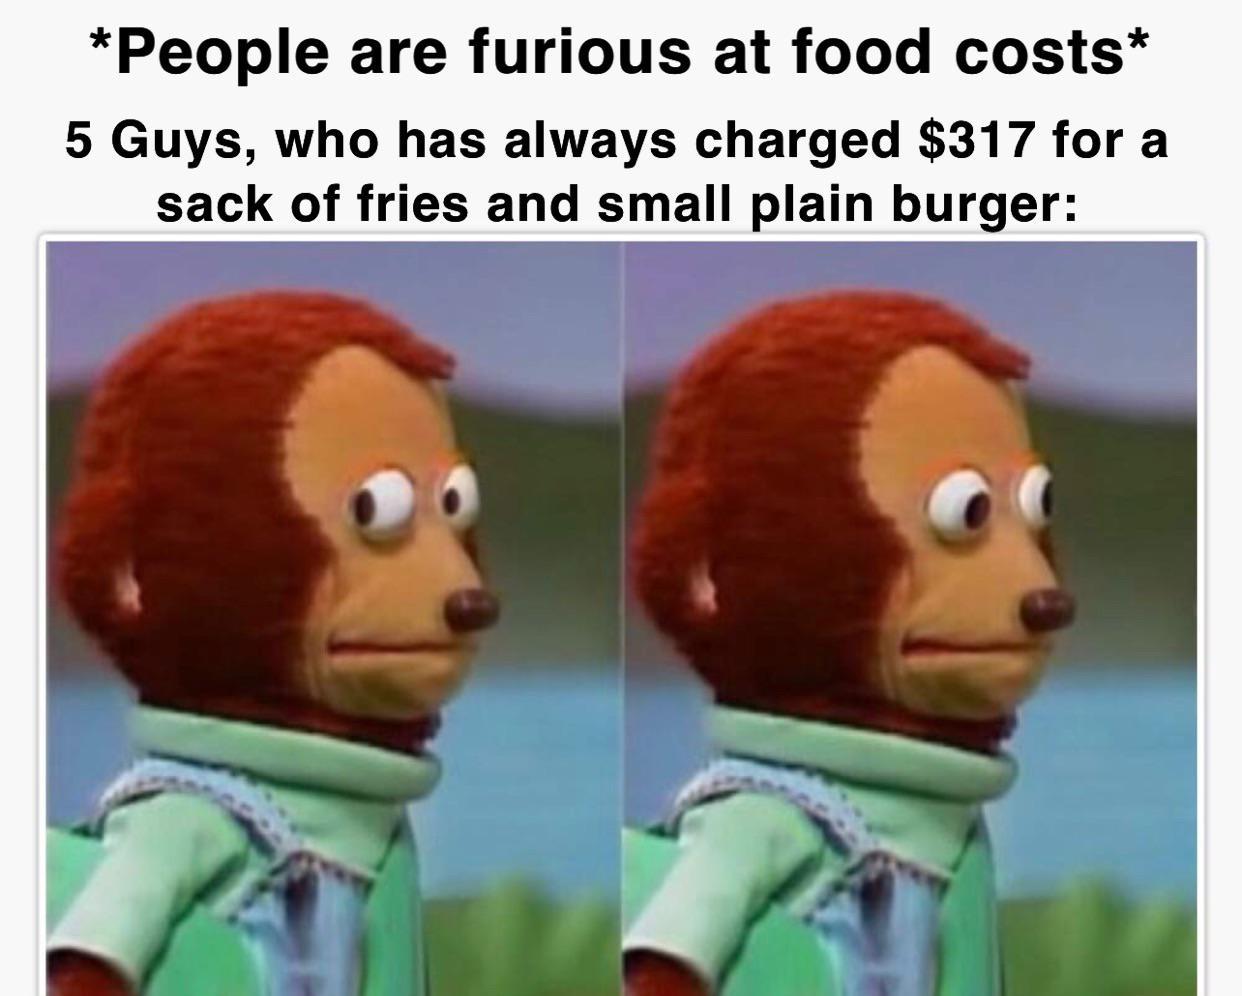 *People are furious at food costs*
5 Guys, who has always charged $317 for a
sack of fries and small plain burger: